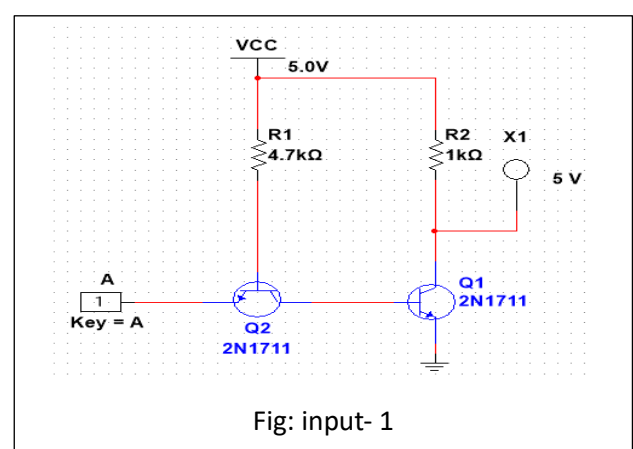 VCC
5.0V
R1
4.7kΩ
R2
1kΩ
X1
5 V
A
1
Key = A
Q2
2N1711
Q1
2N1711
Fig: input- 1